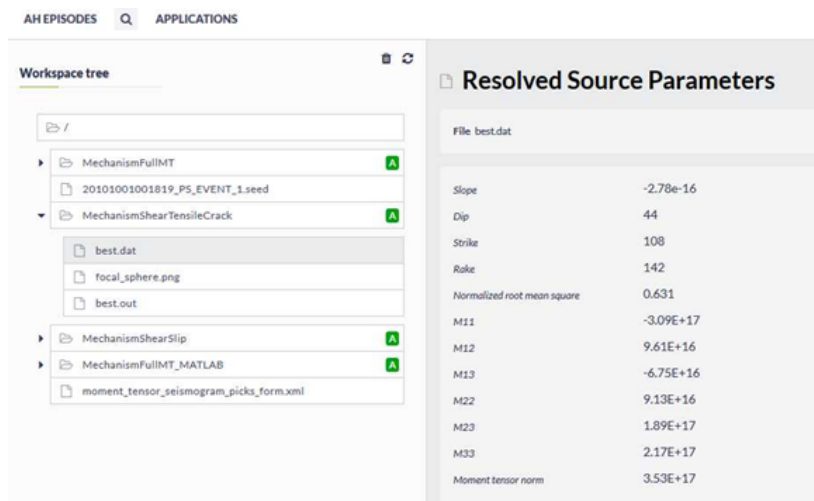 AH EPISODES APPLICATIONS
Workspace tree
/
MechanismFullMT A
20101001001819_PS_EVENT_1.seed
MechanismShearTensileCrack A
best.dat
focal_sphere.png
best.out
MechanismShearSlip A
MechanismFullMT_MATLAB A
moment_tensor_seismogram_picks_form.xml
Resolved Source Parameters
File best.dat
Slope -2.78e-16
Dip 44
Strike 108
Rake 142
Normalized root mean square 0.631
M11 -3.09E+17
M12 9.61E+16
M13 -6.75E+16
M22 9.13E+16
M23 1.89E+17
M33 2.17E+17
Moment tensor norm 3.53E+17